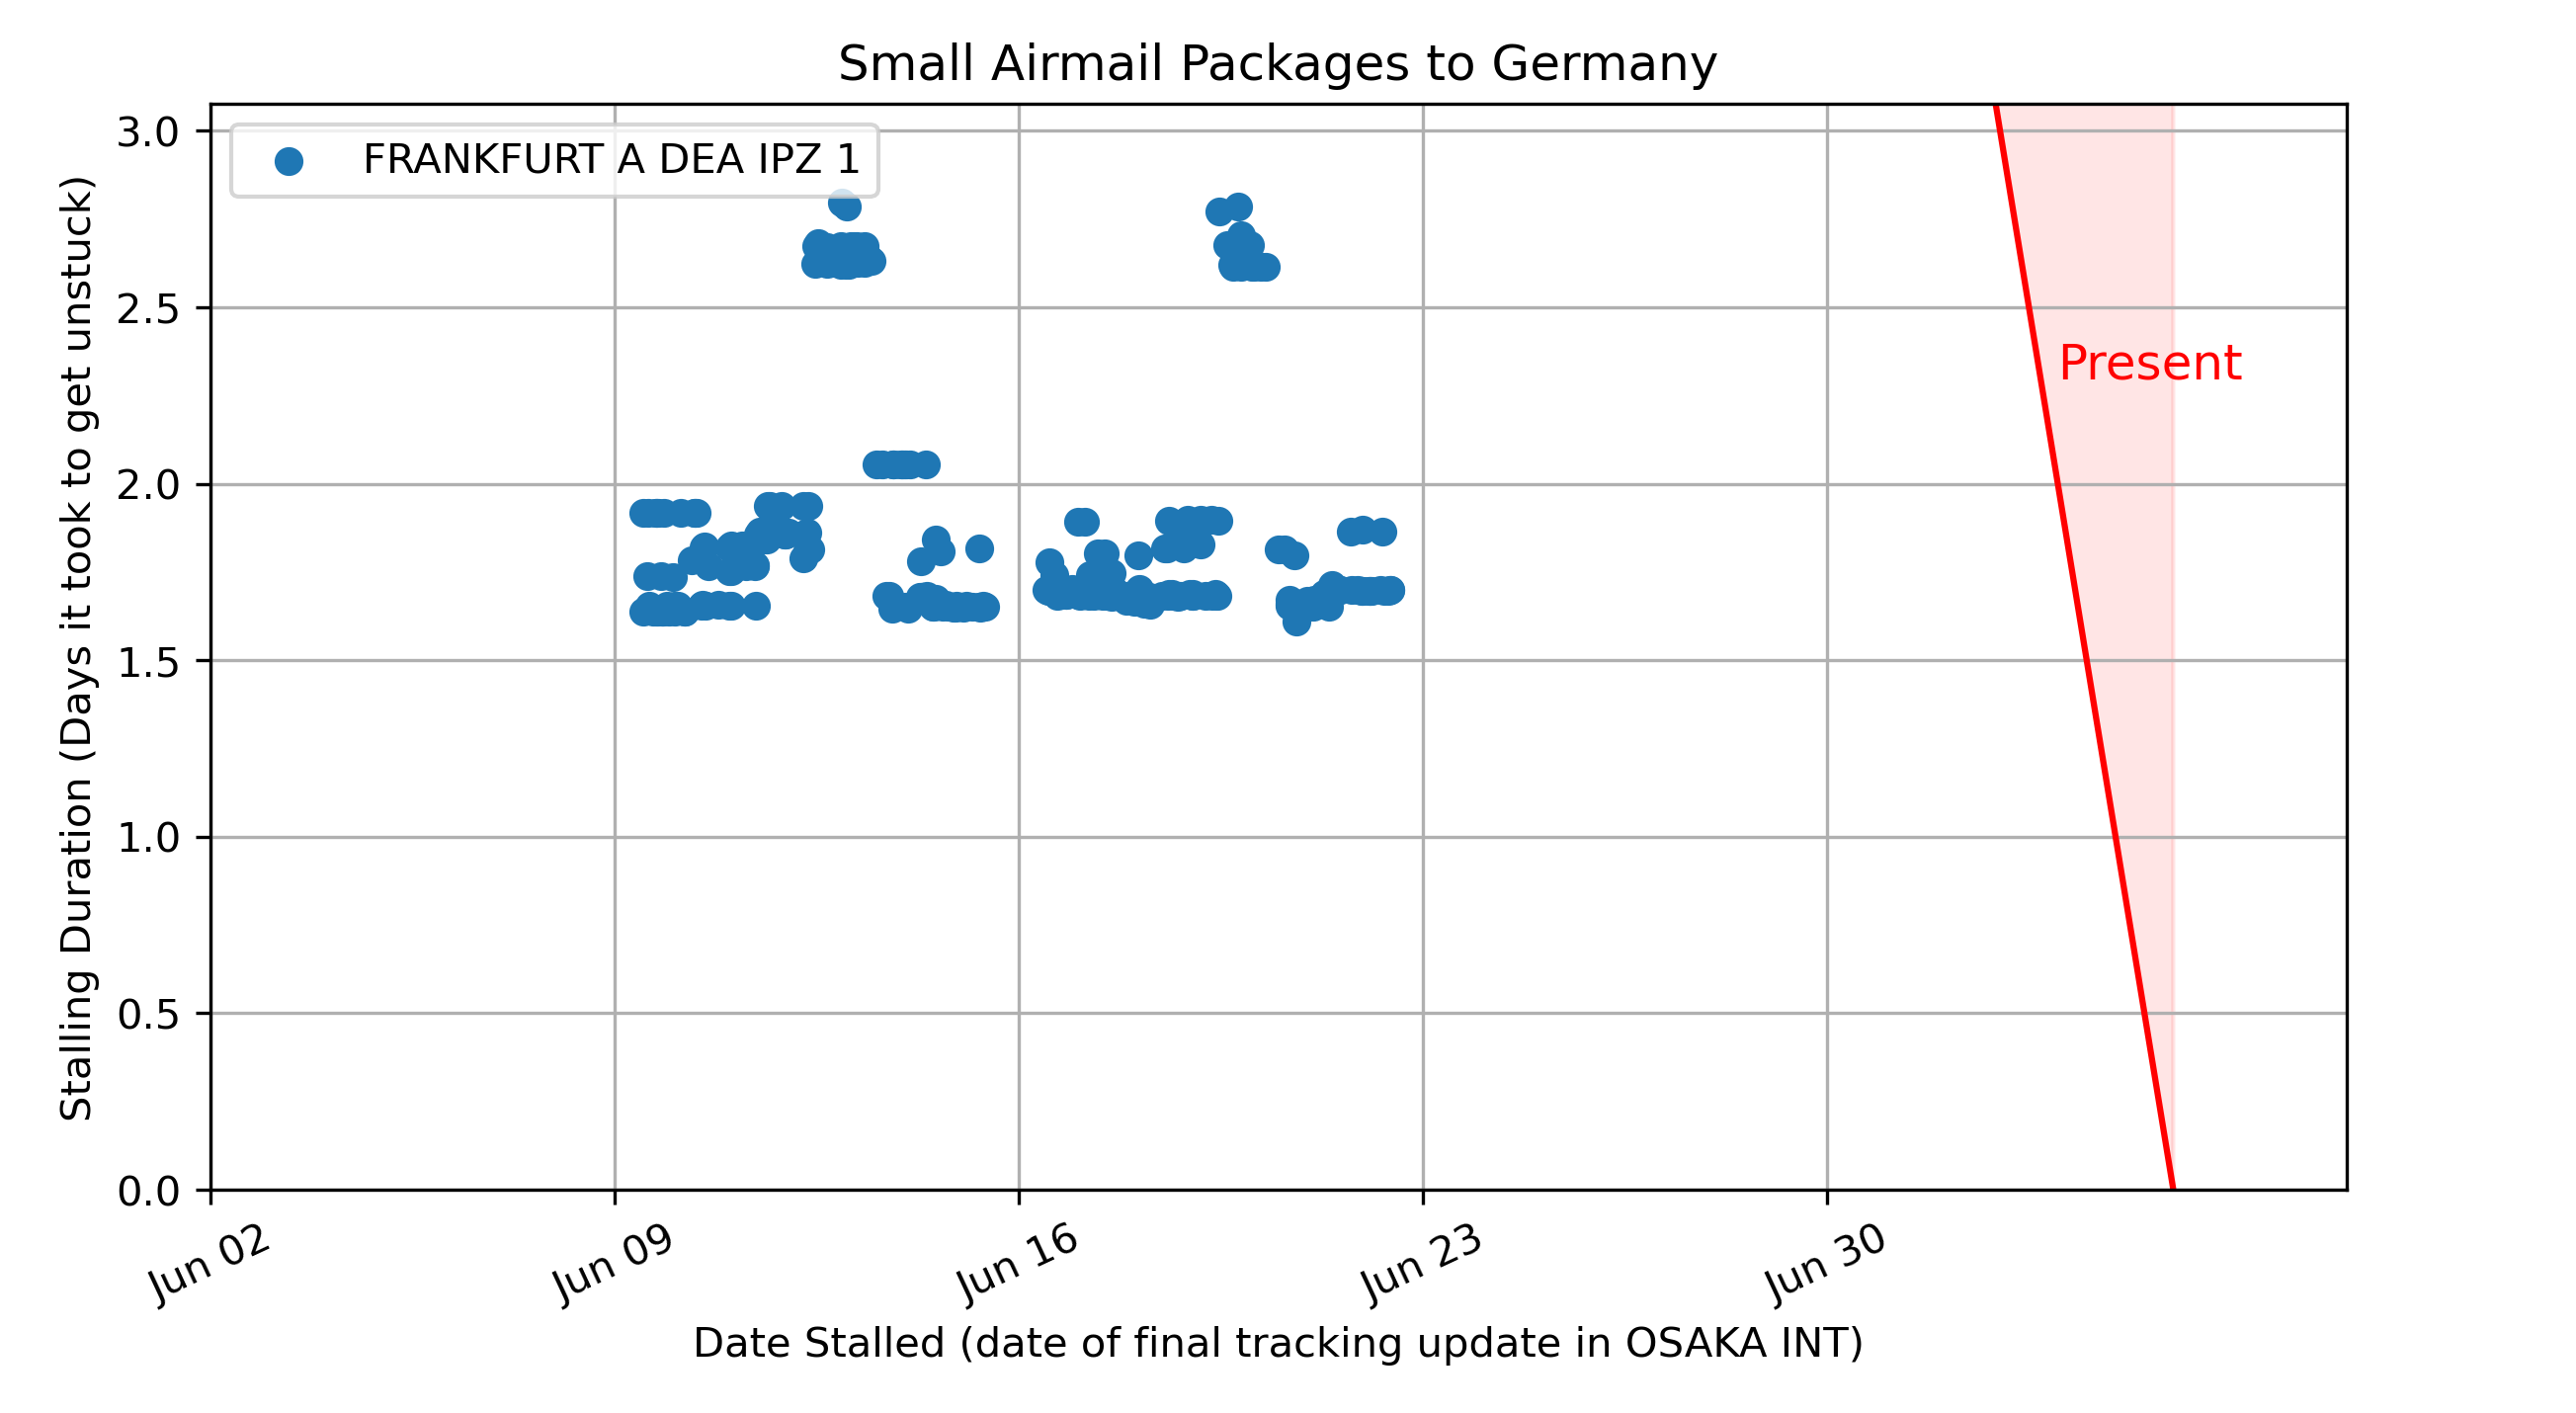 Small Airmail Packages to Germany
FRANKFURT A DEA IPZ 1
Present
Stalling Duration (Days it took to get unstuck)
3.0
2.5
2.0
1.5
1.0
0.5
0.0
Jun 02
Jun 09
Jun 16
Jun 23
Jun 30
Date Stalled (date of final tracking update in OSAKA INT)